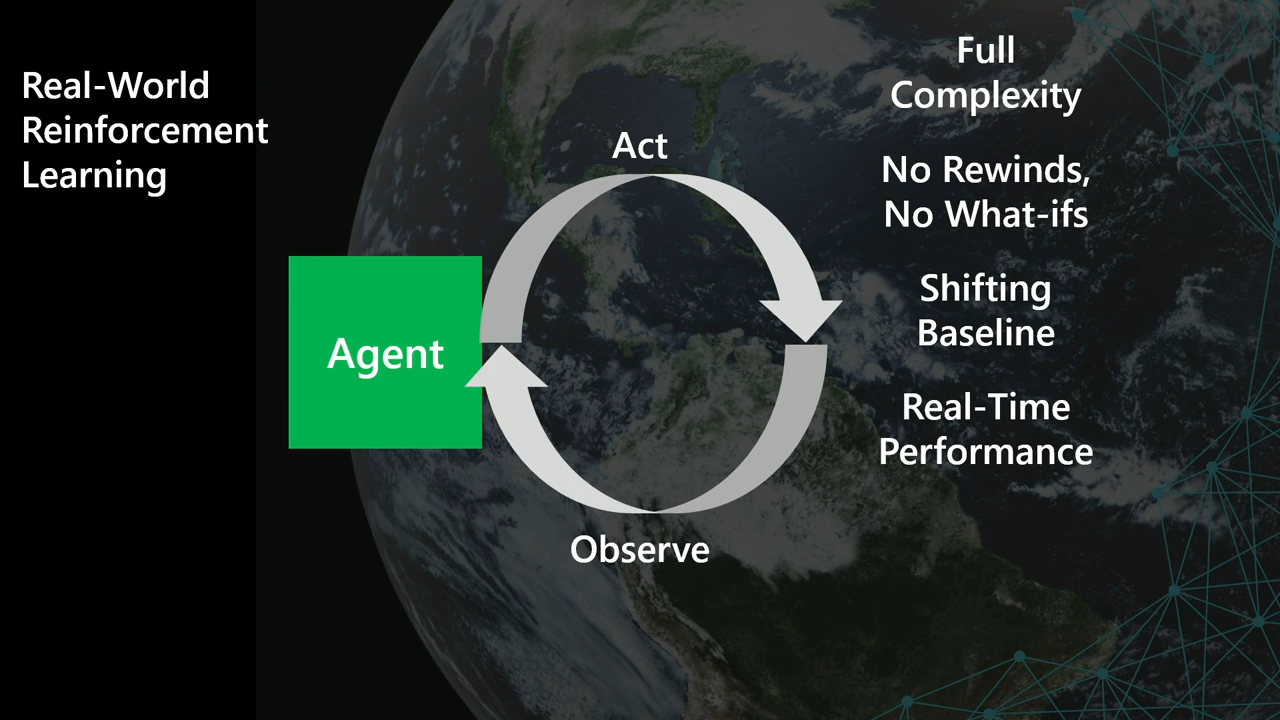 Real-World
Reinforcement
Learning
Act
Agent
Observe
Full
Complexity
No Rewinds,
No What-ifs
Shifting
Baseline
Real-Time
Performance